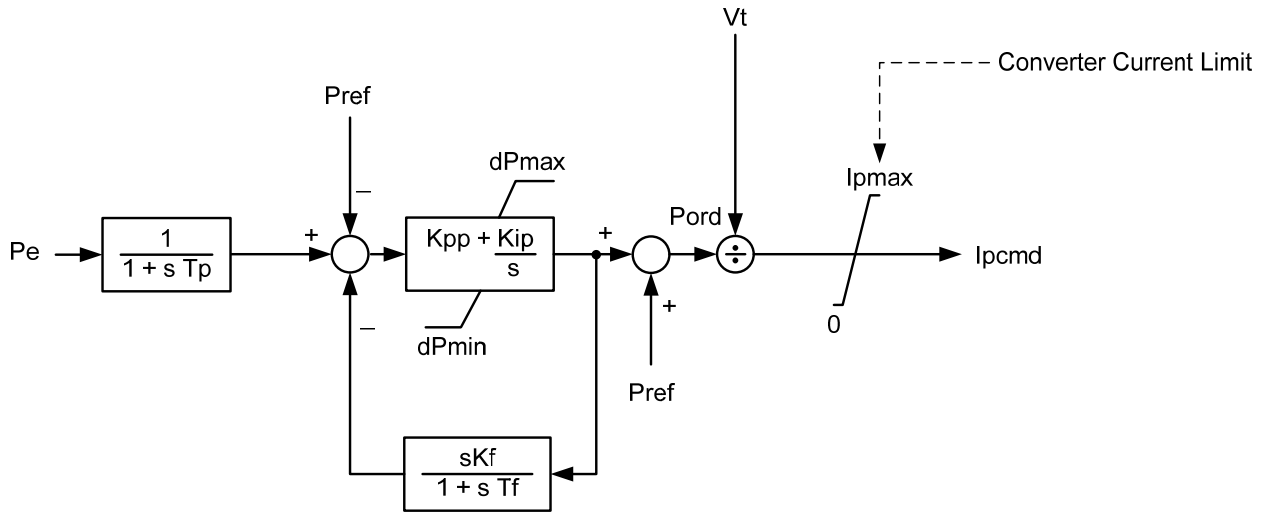 Vt
Converter Current Limit
Pref
dPmax
Ipmax
–
Pord
Pe
1
1 + s Tp
+
Kpp + Kip
s
+
÷
Ipcmd
–
dPmin
+
0
Pref
sKf
1 + s Tf